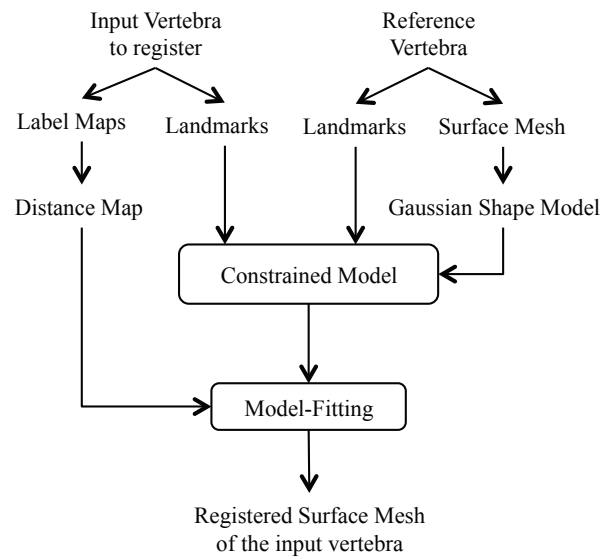 Input Vertebra
to register
Reference
Vertebra
Label Maps
Landmarks
Landmarks
Surface Mesh
Distance Map
Gaussian Shape Model
Constrained Model
Model-Fitting
Registered Surface Mesh
of the input vertebra